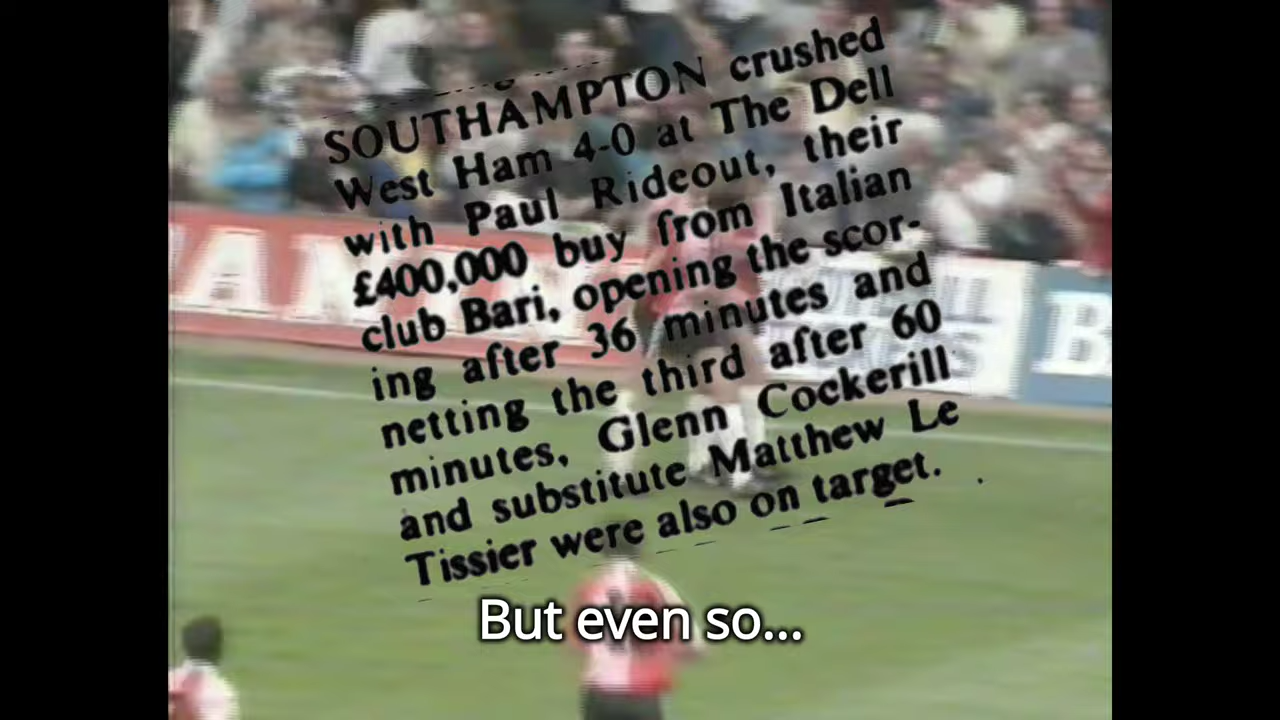 SOUTHAMPTON crushed
West Ham 4-0 at The Dell
with Paul Rideout, their
£400,000 buy from Italian
club Bari, opening the scor-
ing after 36 minutes and
netting the third after 60
minutes, Glenn Cockerill
and substitute Matthew Le
Tissier were also on target.
But even so...